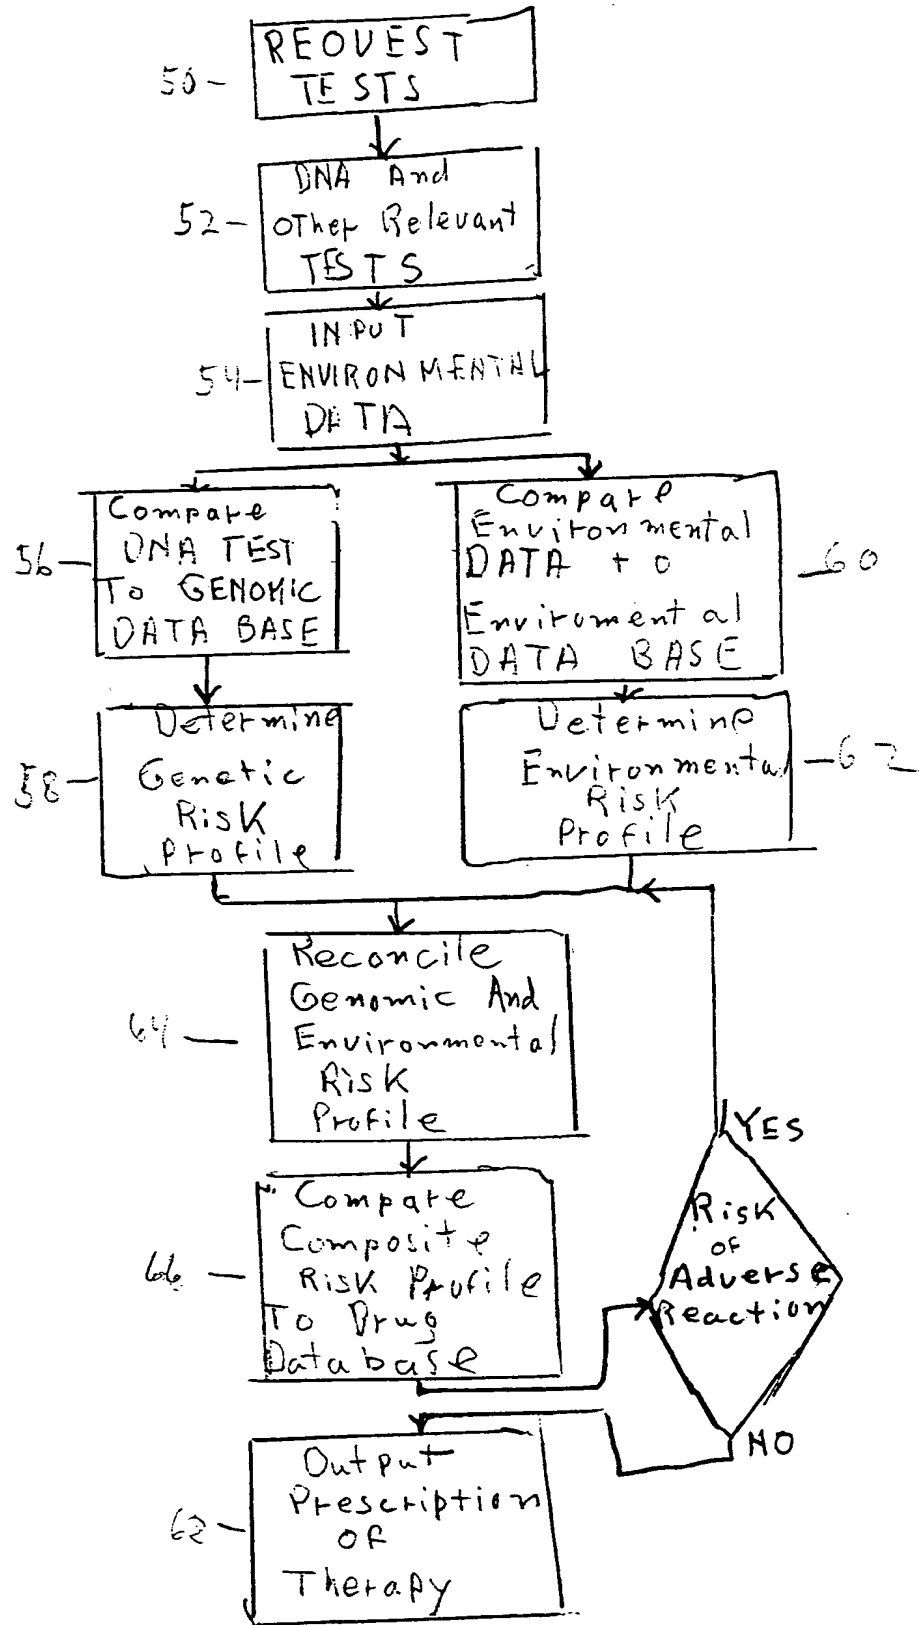 REQUEST
TESTS
50
DNA And
OTher Relevant
TESTS
52
INPUT
ENVIRONMENTAL
DATA
54
Compare
DNA TEST
To GENOMIC
DATA BASE
56
Compare
Environmental
DATA to
Enviromental
DATA BASE
60
Determine
Genetic
Risk
Profile
58
Determine
Environmental
Risk
Profile
62
Reconcile
Genomic And
Environmental
Risk
Profile
64
YES
Risk
of
Adverse
Reaction
NO
Compare
Composite
Risk Profile
To Drug
Database
66
Output
Prescription
OF
Therapy